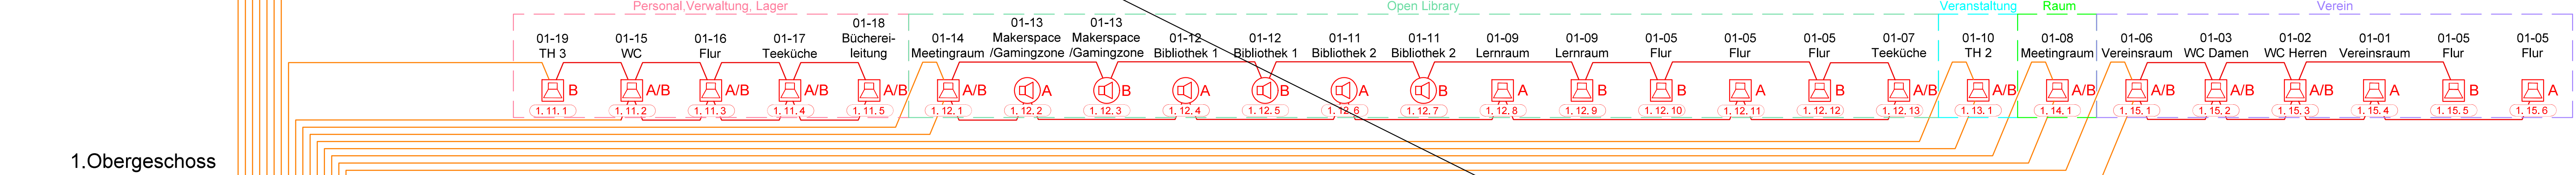 Personal,Verwaltung, Lager
Open Library
Veranstaltung
Raum
Verein
01-19
TH 3
B
1. 11. 1
01-15
WC
A/B
1. 11. 2
01-16
Flur
A/B
1. 11. 3
01-17
Teeküche
A/B
1. 11. 4
01-18
Bücherei-
leitung
A/B
1. 11. 5
01-14
Meetingraum
A/B
1. 12. 1
01-13
Makerspace
/Gamingzone
A
1. 12. 2
01-13
Makerspace
/Gamingzone
B
1. 12. 3
01-12
Bibliothek 1
A
1. 12. 4
01-12
Bibliothek 1
B
1. 12. 5
01-11
Bibliothek 2
A
1. 12. 6
01-11
Bibliothek 2
B
1. 12. 7
01-09
Lernraum
A
1. 12. 8
01-09
Lernraum
B
1. 12. 9
01-05
Flur
B
1. 12. 10
01-05
Flur
A
1. 12. 11
01-05
Flur
B
1. 12. 12
01-07
Teeküche
A/B
1. 12. 13
01-10
TH 2
A/B
1. 13. 1
01-08
Meetingraum
A/B
1. 14. 1
01-06
Vereinsraum
A/B
1. 15. 1
01-03
WC Damen
A/B
1. 15. 2
01-02
WC Herren
A/B
1. 15. 3
01-01
Vereinsraum
A
1. 15. 4
01-05
Flur
B
1. 15. 5
01-05
Flur
A
1. 15. 6
1.Obergeschoss